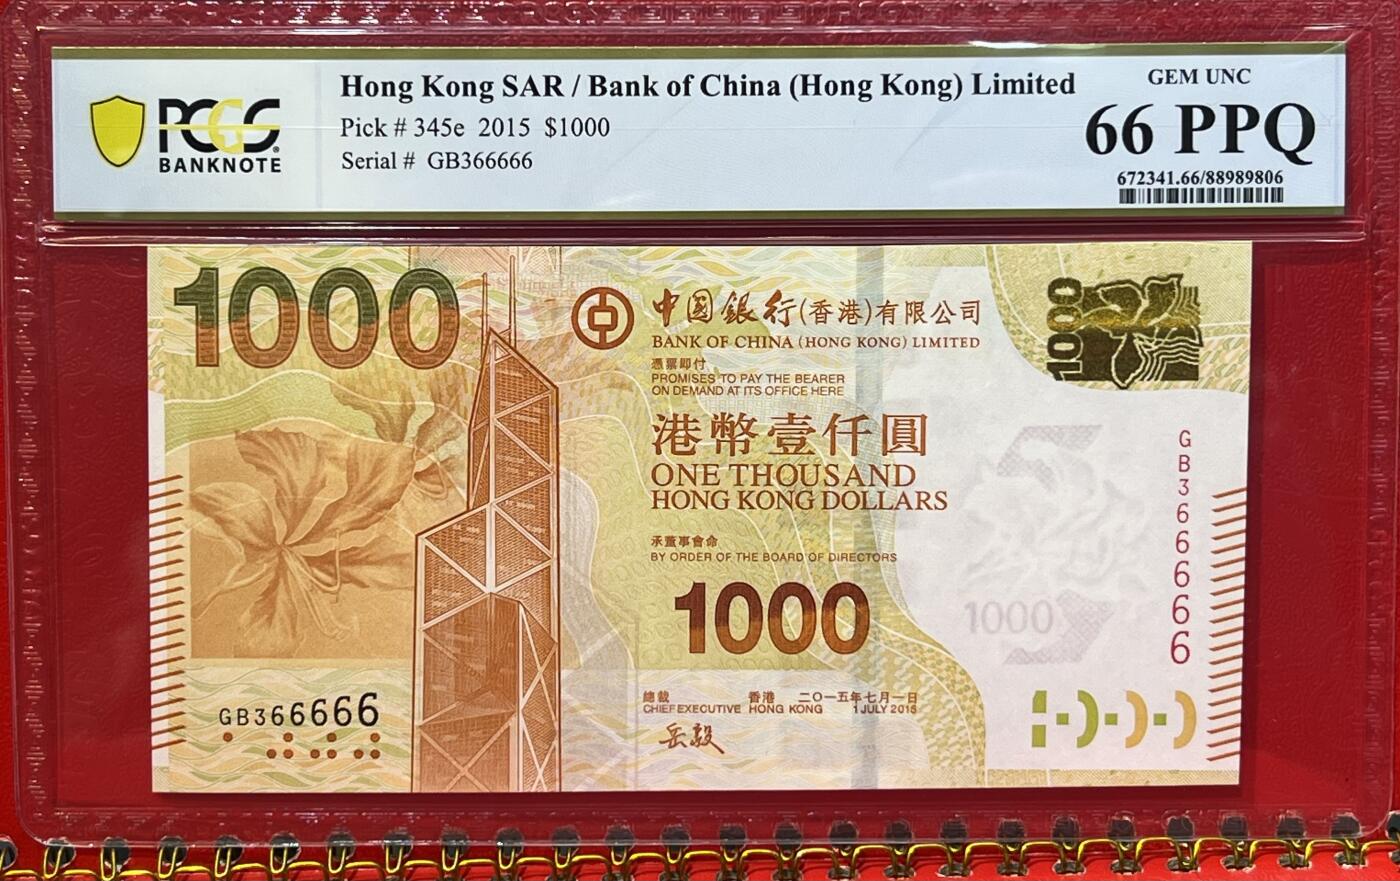 PCGS
BANKNOTE
Hong Kong SAR / Bank of China (Hong Kong) Limited
Pick # 345e 2015 $1000
Serial # GB366666
GEM UNC
66 PPQ
672341.66/88989806
1000
中國銀行(香港)有限公司
BANK OF CHINA (HONG KONG) LIMITED
憑票即付
PROMISES TO PAY THE BEARER
ON DEMAND AT ITS OFFICE HERE
港幣壹仟圓
ONE THOUSAND
HONG KONG DOLLARS
承董事會命
BY ORDER OF THE BOARD OF DIRECTORS
1000
總裁 香港 二〇一五年七月一日
CHIEF EXECUTIVE HONG KONG 1 JULY 2015
岳毅
GB366666
1000
GB366666
1000